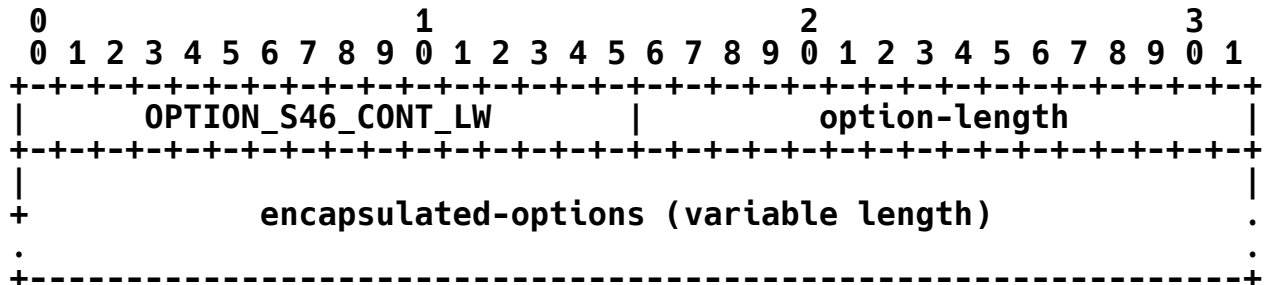 0                   1                   2                   3
 0 1 2 3 4 5 6 7 8 9 0 1 2 3 4 5 6 7 8 9 0 1 2 3 4 5 6 7 8 9 0 1
+-+-+-+-+-+-+-+-+-+-+-+-+-+-+-+-+-+-+-+-+-+-+-+-+-+-+-+-+-+-+-+-+
|      OPTION_S46_CONT_LW       |         option-length         |
+-+-+-+-+-+-+-+-+-+-+-+-+-+-+-+-+-+-+-+-+-+-+-+-+-+-+-+-+-+-+-+-+
|                                                               |
+            encapsulated-options (variable length)             .
.                                                               .
+---------------------------------------------------------------+